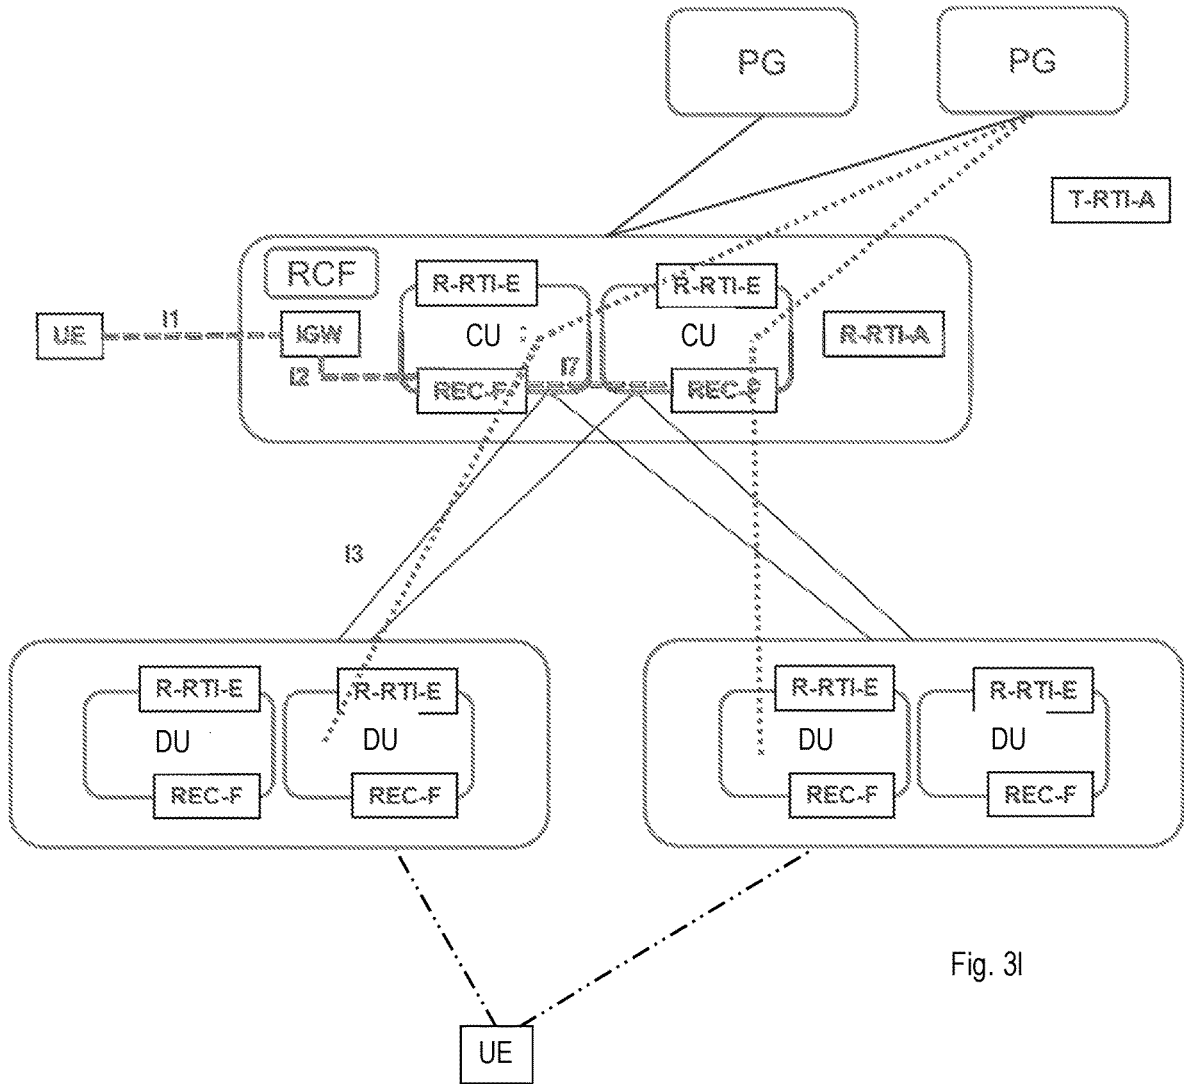 PG
PG
T-RTI-A
RCF
R-RTI-E
R-RTI-E
UE
I1
IGW
CU
CU
R-RTI-A
I2
I7
REC-F
REC-F
I3
R-RTI-E
R-RTI-E
R-RTI-E
R-RTI-E
DU
DU
DU
DU
REC-F
REC-F
REC-F
REC-F
Fig. 3I
UE